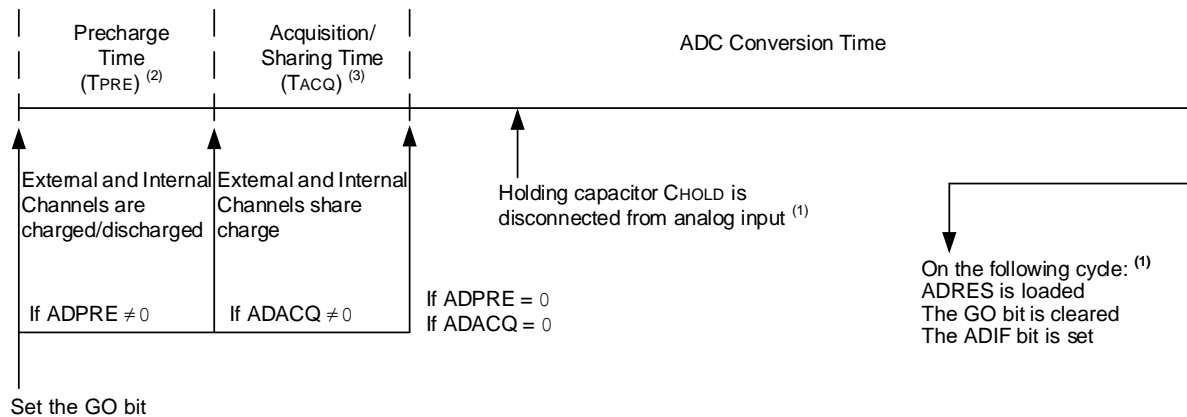 Precharge
Time
(TPRE) (2)
Acquisition/
Sharing Time
(TACQ) (3)
ADC Conversion Time
External and Internal
Channels are
charged/discharged
External and Internal
Channels share
charge
Holding capacitor CHOLD is
disconnected from analog input (1)
If ADPRE ≠ 0
If ADACQ ≠ 0
If ADPRE = 0
If ADACQ = 0
On the following cycle: (1)
ADRES is loaded
The GO bit is cleared
The ADIF bit is set
Set the GO bit